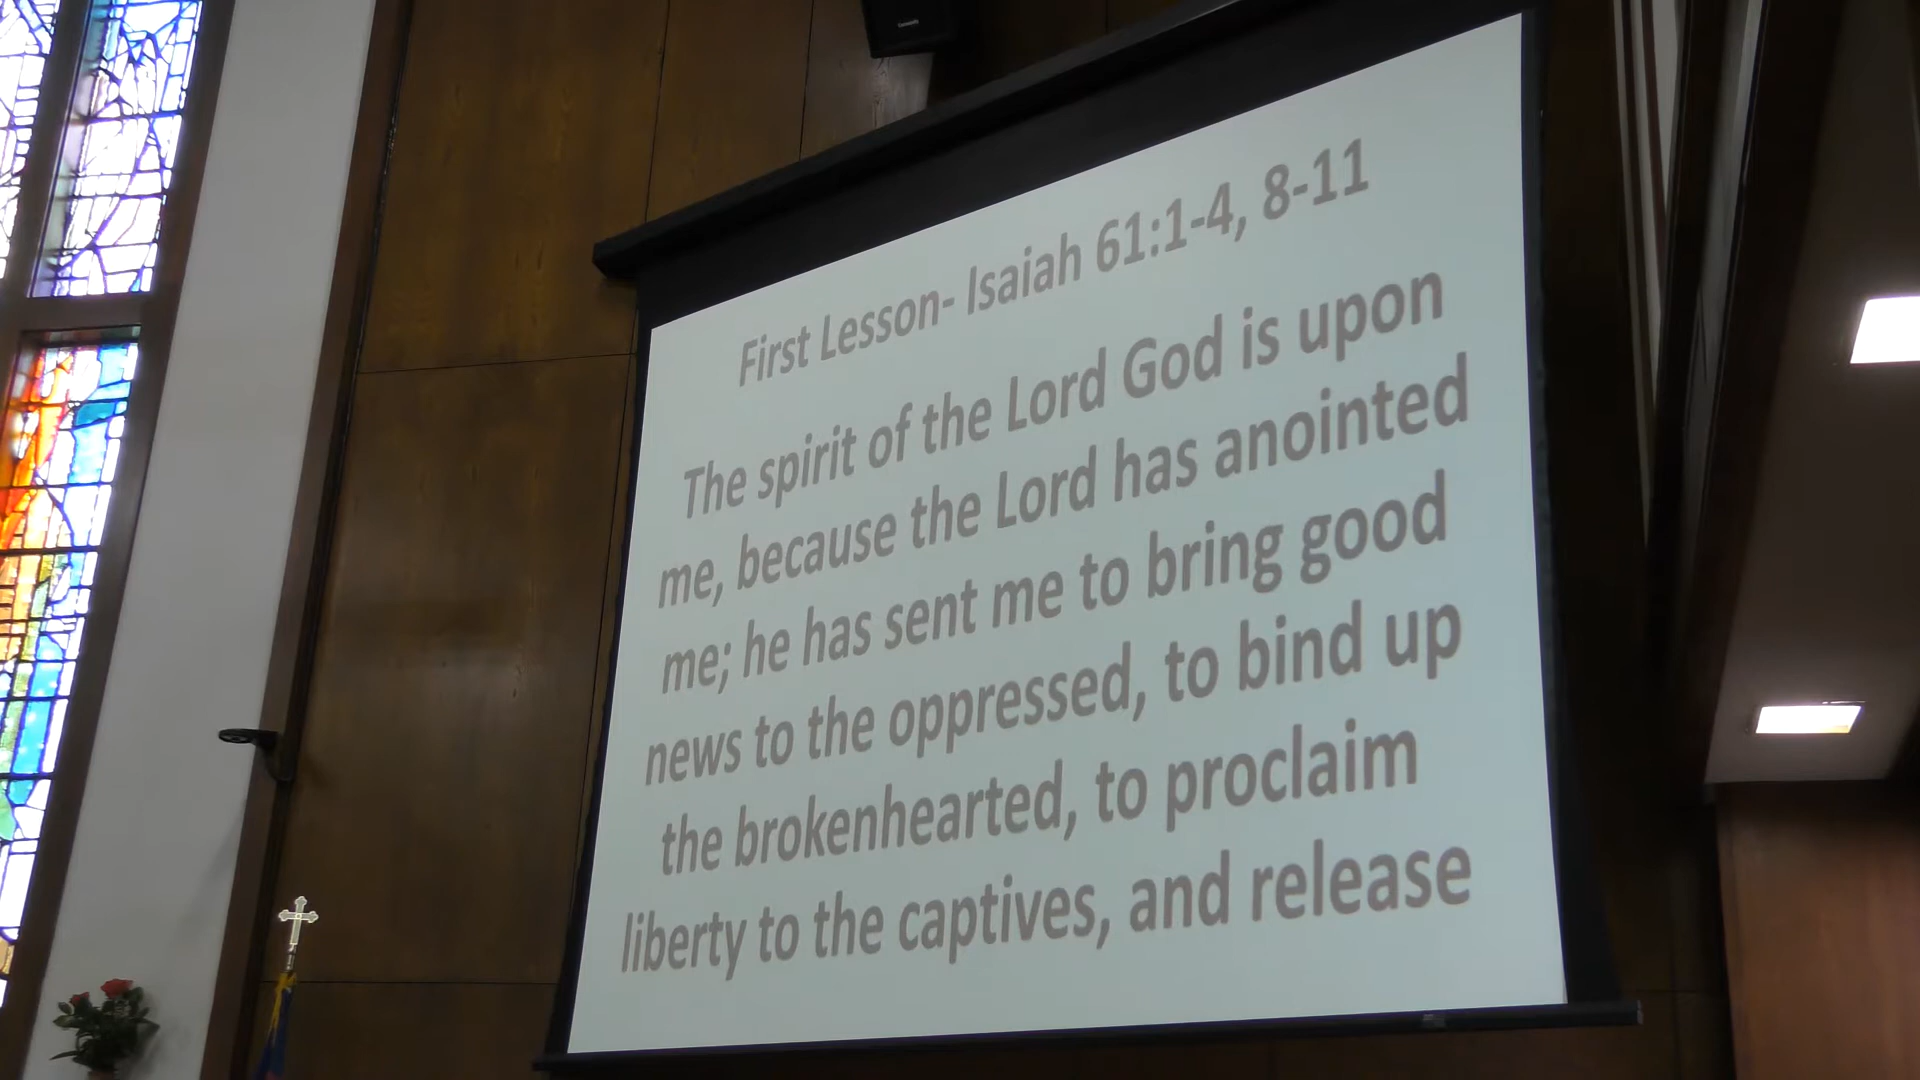 First Lesson- Isaiah 61:1-4, 8-11
The spirit of the Lord God is upon
me, because the Lord has anointed
me; he has sent me to bring good
news to the oppressed, to bind up
the brokenhearted, to proclaim
liberty to the captives, and release